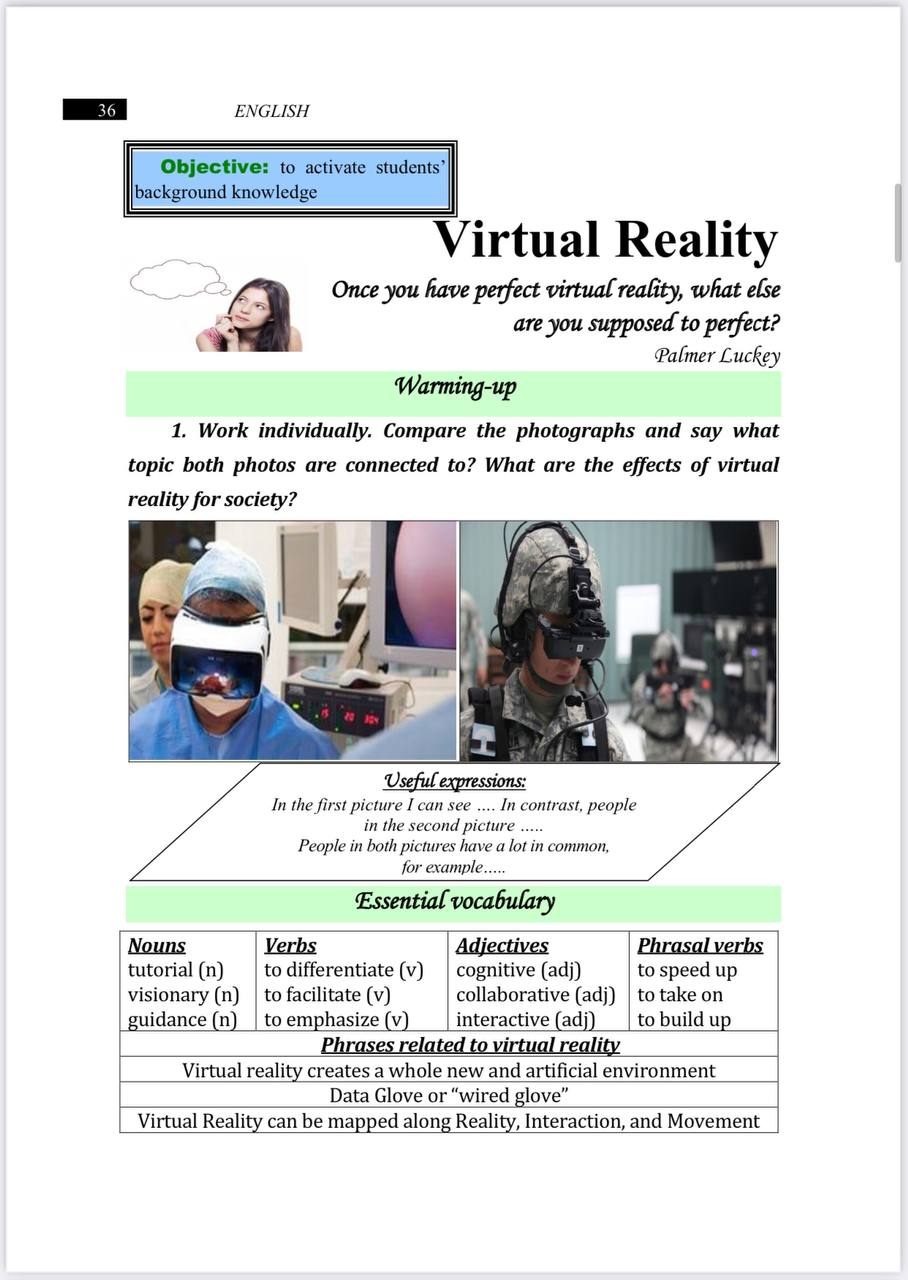 36 ENGLISH
Objective: to activate students’
background knowledge
Virtual Reality
Once you have perfect virtual reality, what else
are you supposed to perfect?
Palmer Luckey
Warming-up
1. Work individually. Compare the photographs and say what
topic both photos are connected to? What are the effects of virtual
reality for society?
Useful expressions:
In the first picture I can see …. In contrast, people
in the second picture …..
People in both pictures have a lot in common,
for example…..
Essential vocabulary
Nouns Verbs Adjectives Phrasal verbs
tutorial (n) to differentiate (v) cognitive (adj) to speed up
visionary (n) to facilitate (v) collaborative (adj) to take on
guidance (n) to emphasize (v) interactive (adj) to build up
Phrases related to virtual reality
Virtual reality creates a whole new and artificial environment
Data Glove or “wired glove”
Virtual Reality can be mapped along Reality, Interaction, and Movement